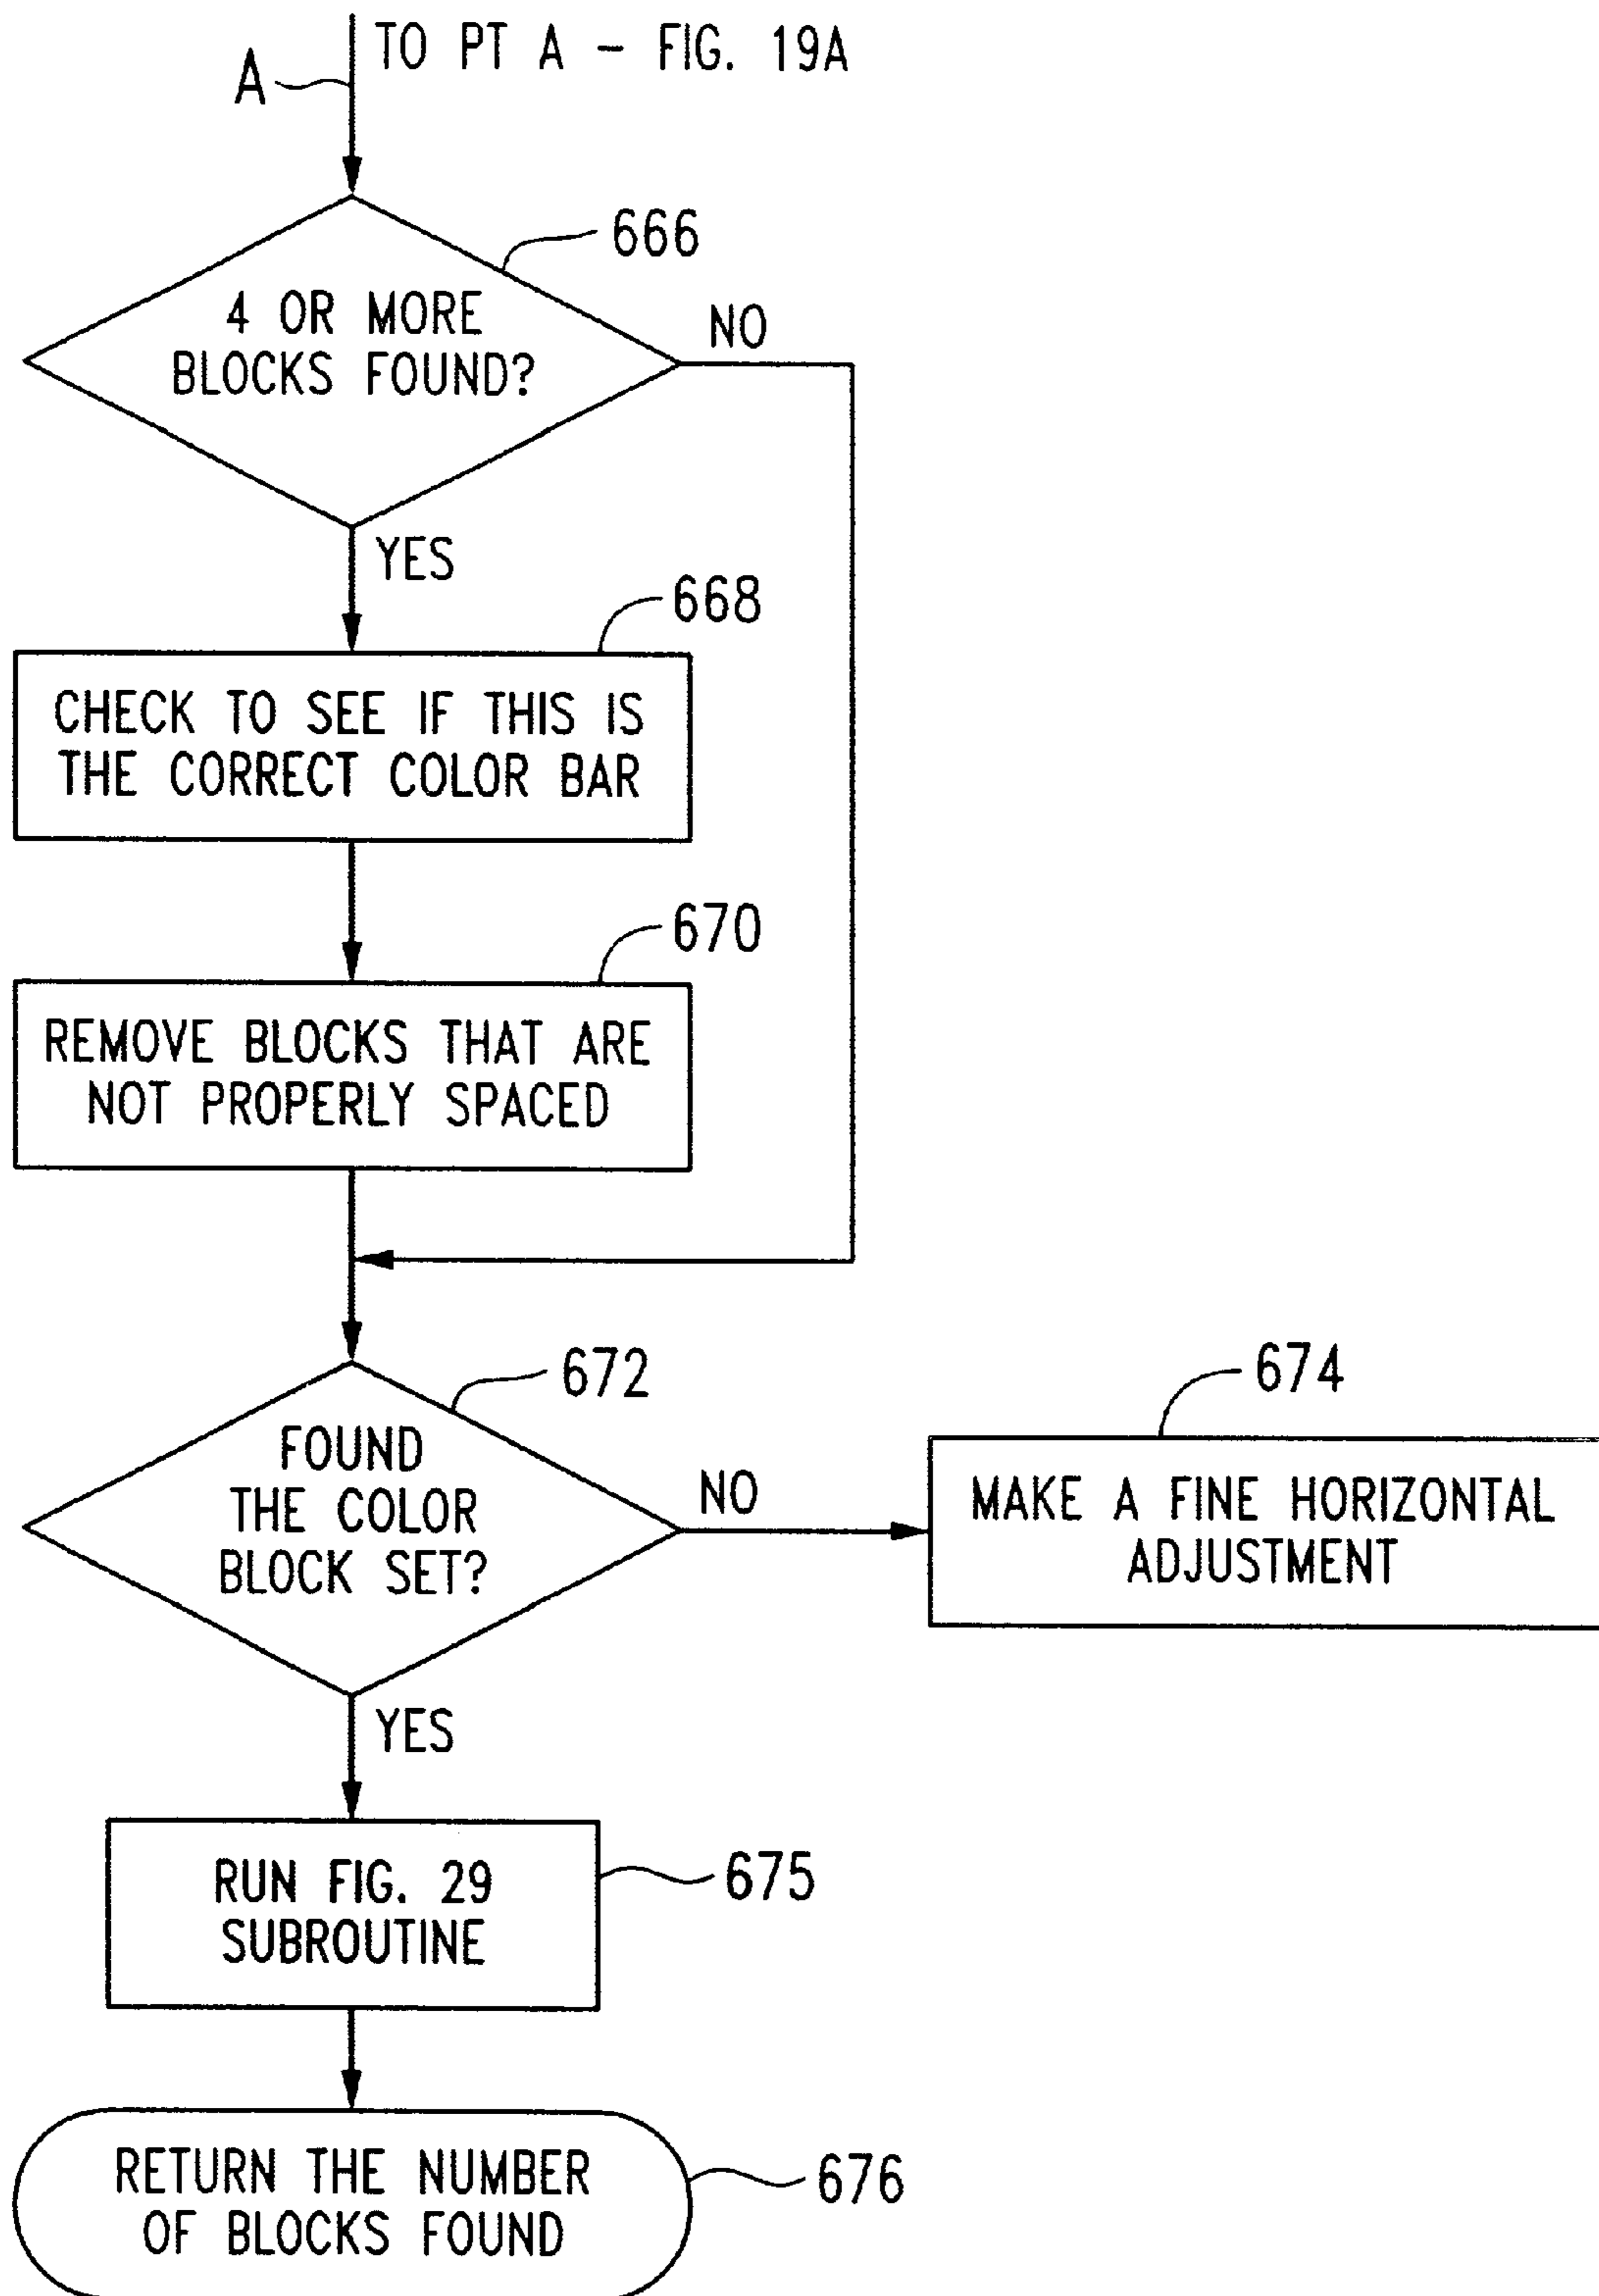 TO PT A - FIG. 19A
A
666
4 OR MORE
BLOCKS FOUND?
NO
YES
668
CHECK TO SEE IF THIS IS
THE CORRECT COLOR BAR
670
REMOVE BLOCKS THAT ARE
NOT PROPERLY SPACED
672
FOUND
THE COLOR
BLOCK SET?
NO
674
MAKE A FINE HORIZONTAL
ADJUSTMENT
YES
RUN FIG. 29
SUBROUTINE
675
RETURN THE NUMBER
OF BLOCKS FOUND
676